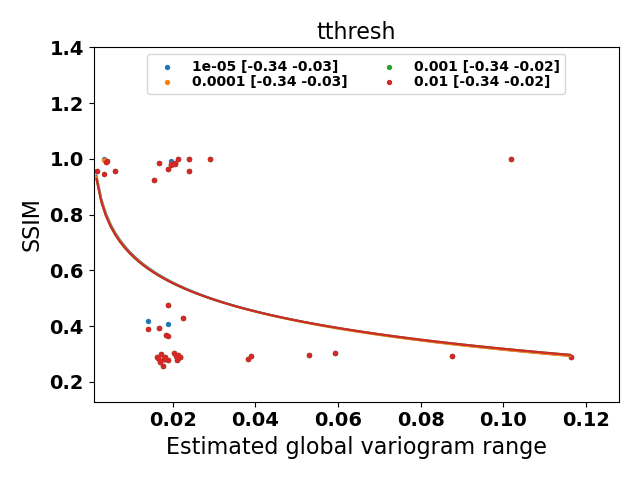 tthresh
1.4
1e-05 [-0.34 -0.03]
0.0001 [-0.34 -0.03]
0.001 [-0.34 -0.02]
0.01 [-0.34 -0.02]
1.2
1.0
0.8
0.6
0.4
0.2
SSIM
0.02
0.04
0.06
0.08
0.10
0.12
Estimated global variogram range